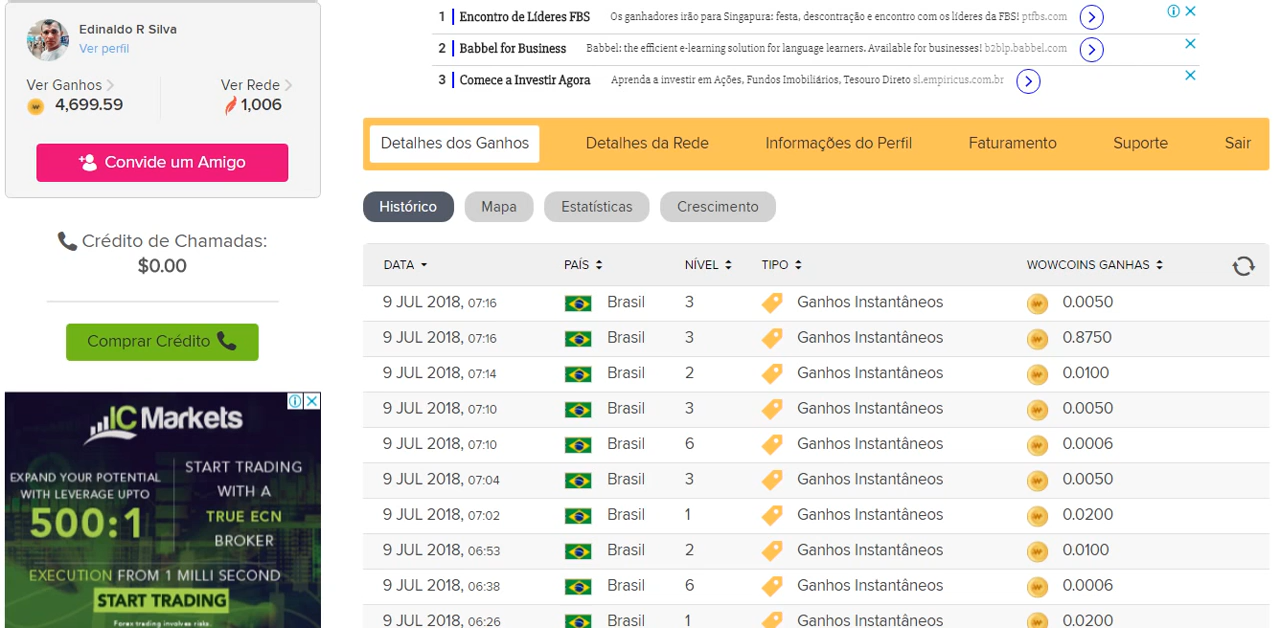 Edinaldo R Silva
Ver perfil
Ver Ganhos
4,699.59
Ver Rede
1,006
Convide um Amigo
Crédito de Chamadas:
$0.00
Comprar Crédito
IC Markets
EXPAND YOUR POTENTIAL
WITH LEVERAGE UPTO
500:1
START TRADING
WITH A
TRUE ECN
BROKER
EXECUTION FROM 1 MILLI SECOND
START TRADING
Forex trading involves risk.
1 Encontro de Líderes FBS Os ganhadores irão para Singapura: festa, descontração e encontro com os líderes da FBS! ptfbs.com
2 Babbel for Business Babbel: the efficient e-learning solution for language learners. Available for businesses! b2blp.babbel.com
3 Comece a Investir Agora Aprenda a investir em Ações, Fundos Imobiliários, Tesouro Direto sl.empiricus.com.br
Detalhes dos Ganhos Detalhes da Rede Informações do Perfil Faturamento Suporte Sair
Histórico Mapa Estatísticas Crescimento
DATA PAÍS NÍVEL TIPO WOWCOINS GANHAS
9 JUL 2018, 07:16 Brasil 3 Ganhos Instantâneos 0.0050
9 JUL 2018, 07:16 Brasil 3 Ganhos Instantâneos 0.8750
9 JUL 2018, 07:14 Brasil 2 Ganhos Instantâneos 0.0100
9 JUL 2018, 07:10 Brasil 3 Ganhos Instantâneos 0.0050
9 JUL 2018, 07:10 Brasil 6 Ganhos Instantâneos 0.0006
9 JUL 2018, 07:04 Brasil 3 Ganhos Instantâneos 0.0050
9 JUL 2018, 07:02 Brasil 1 Ganhos Instantâneos 0.0200
9 JUL 2018, 06:53 Brasil 2 Ganhos Instantâneos 0.0100
9 JUL 2018, 06:38 Brasil 6 Ganhos Instantâneos 0.0006
9 JUL 2018, 06:26 Brasil 1 Ganhos Instantâneos 0.0200